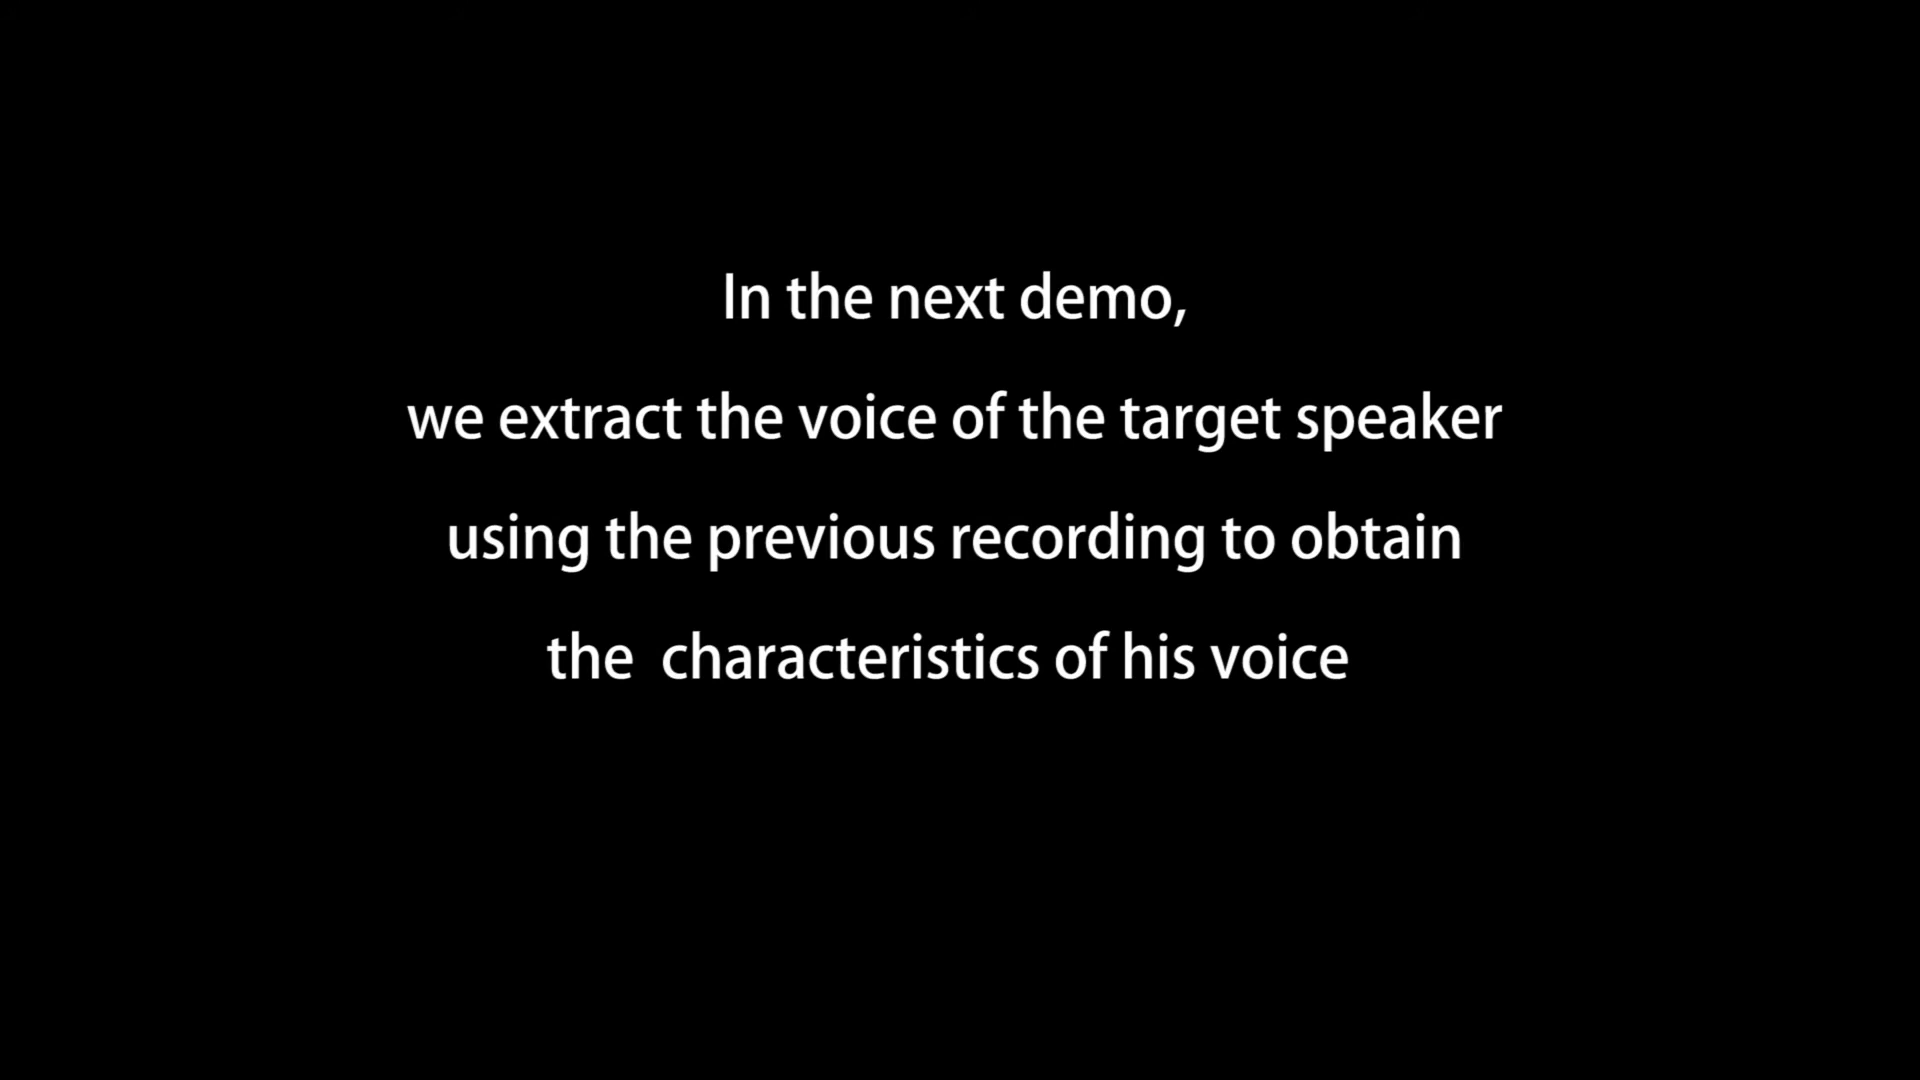 In the next demo,
we extract the voice of the target speaker
using the previous recording to obtain
the  characteristics of his voice